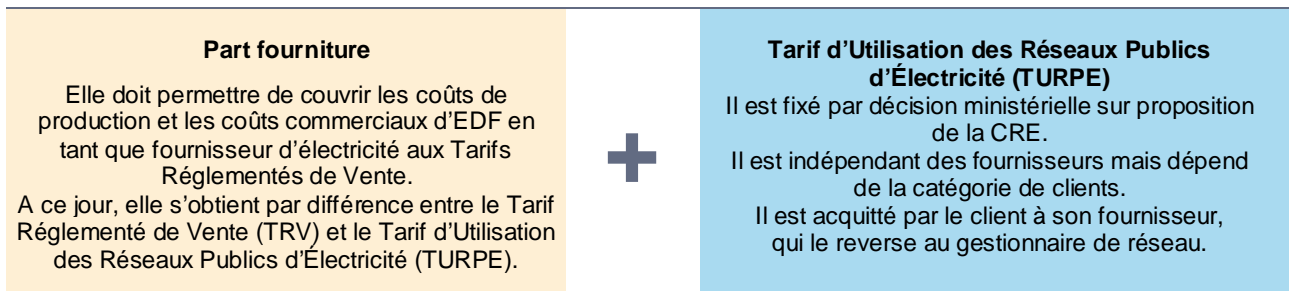 Part fourniture
Elle doit permettre de couvrir les coûts de
production et les coûts commerciaux d’EDF en
tant que fournisseur d’électricité aux Tarifs
Réglementés de Vente.
A ce jour, elle s’obtient par différence entre le Tarif
Réglementé de Vente (TRV) et le Tarif d’Utilisation
des Réseaux Publics d’Électricité (TURPE).
+
Tarif d’Utilisation des Réseaux Publics
d’Électricité (TURPE)
Il est fixé par décision ministérielle sur proposition
de la CRE.
Il est indépendant des fournisseurs mais dépend
de la catégorie de clients.
Il est acquitté par le client à son fournisseur,
qui le reverse au gestionnaire de réseau.